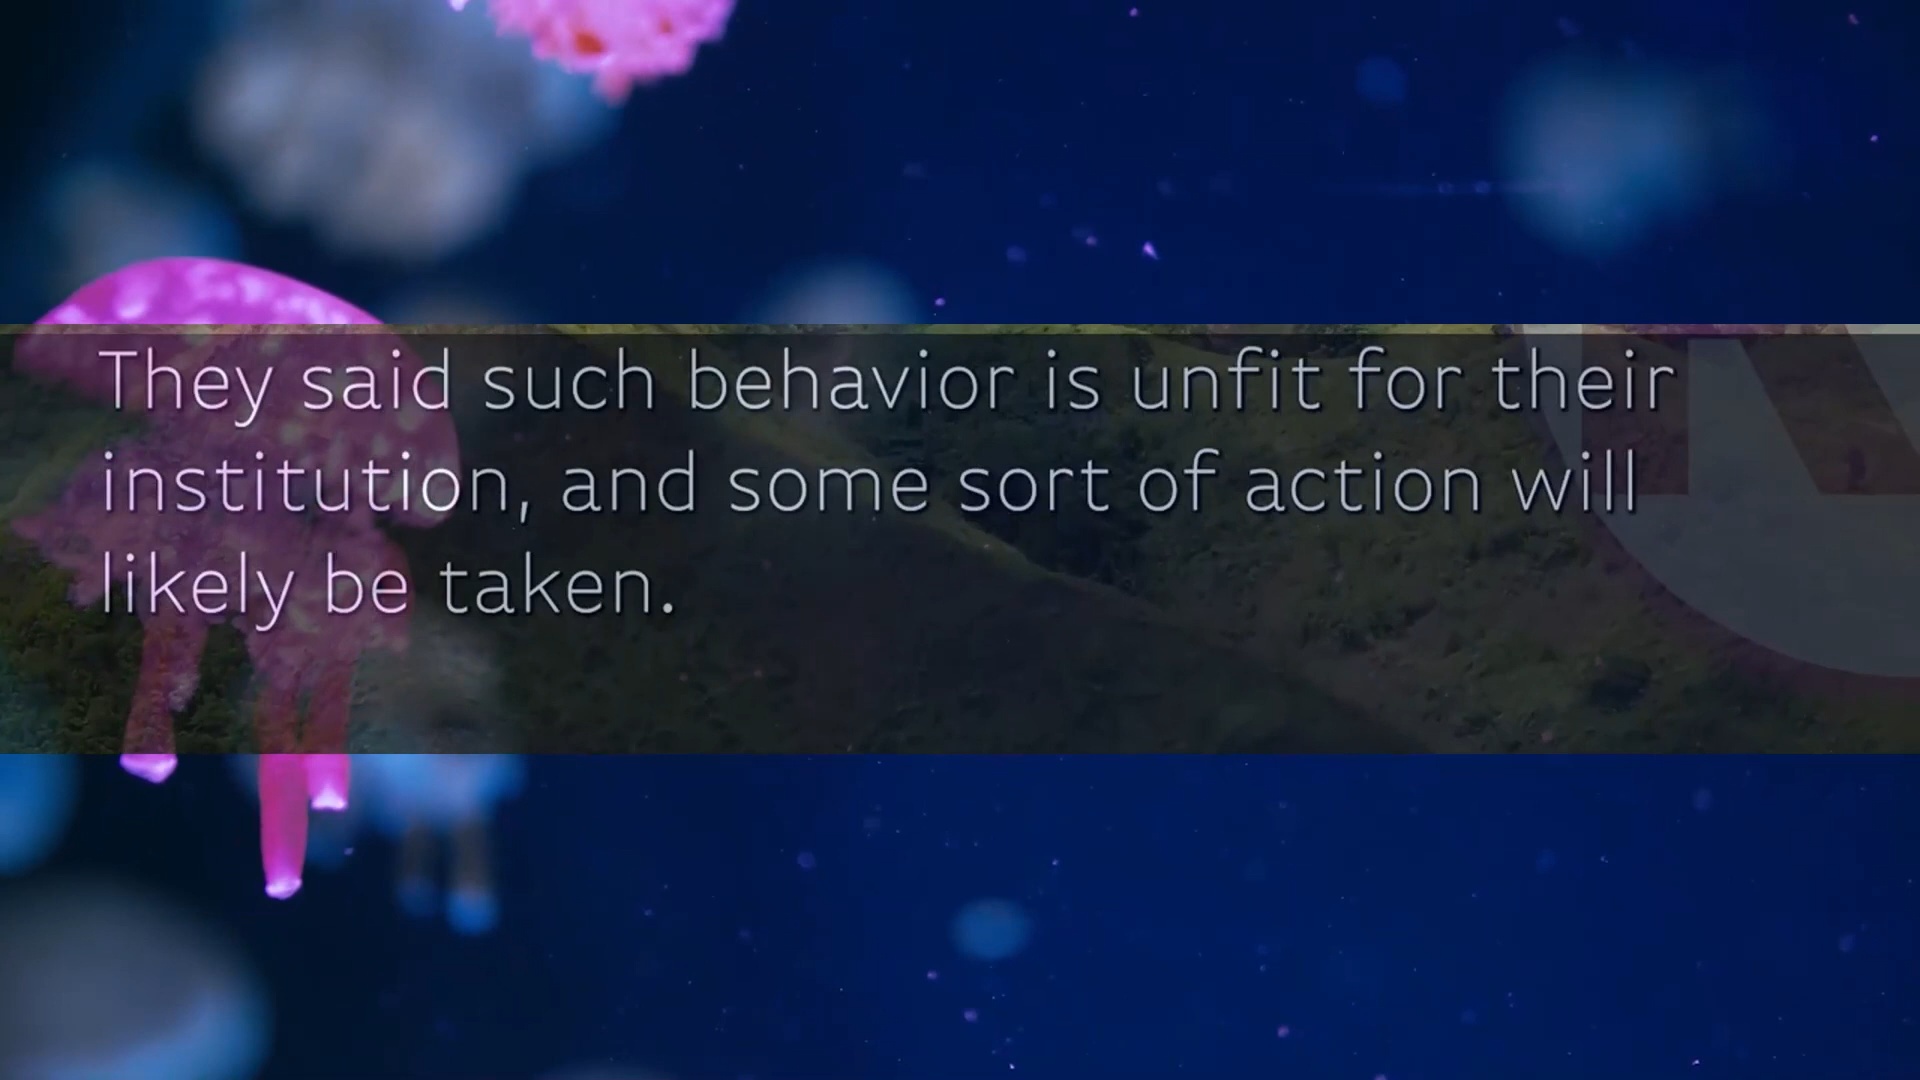 They said such behavior is unfit for their
institution, and some sort of action will
likely be taken.